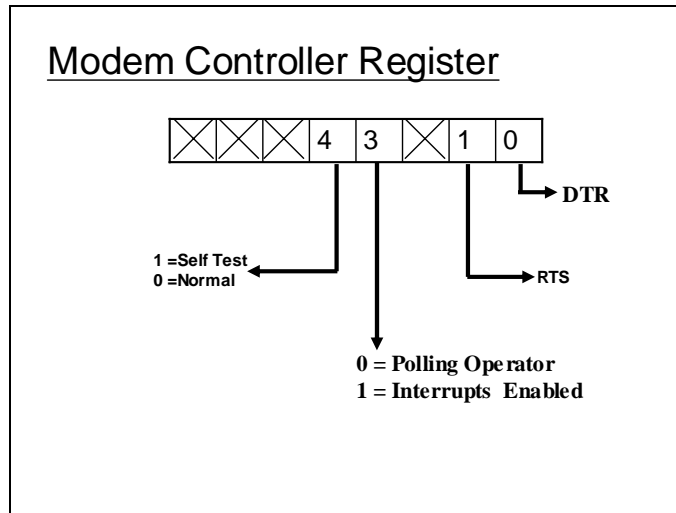 Modem Controller Register
4 3 1 0
DTR
1 =Self Test
0 =Normal
RTS
0 = Polling Operator
1 = Interrupts Enabled